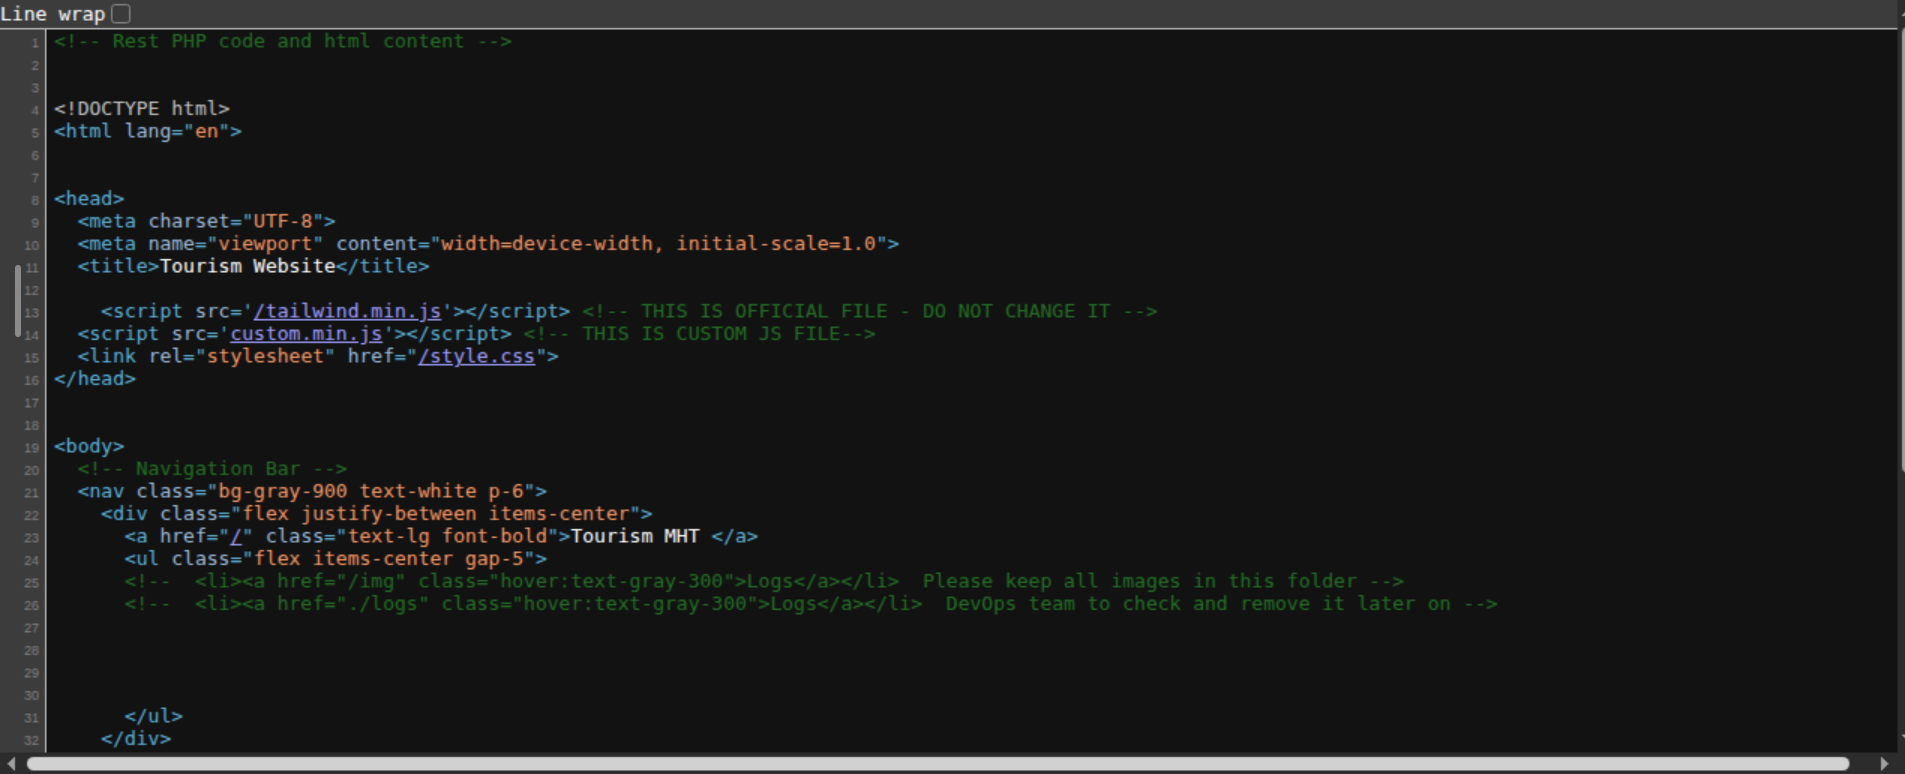 Line wrap
1 <!-- Rest PHP code and html content -->
2
3
4 <!DOCTYPE html>
5 <html lang="en">
6
7
8 <head>
9   <meta charset="UTF-8">
10   <meta name="viewport" content="width=device-width, initial-scale=1.0">
11   <title>Tourism Website</title>
12
13     <script src='/tailwind.min.js'></script> <!-- THIS IS OFFICIAL FILE - DO NOT CHANGE IT -->
14   <script src='custom.min.js'></script> <!-- THIS IS CUSTOM JS FILE-->
15   <link rel="stylesheet" href="/style.css">
16 </head>
17
18
19 <body>
20   <!-- Navigation Bar -->
21   <nav class="bg-gray-900 text-white p-6">
22     <div class="flex justify-between items-center">
23       <a href="/" class="text-lg font-bold">Tourism MHT </a>
24       <ul class="flex items-center gap-5">
25       <!--  <li><a href="/img" class="hover:text-gray-300">Logs</a></li>  Please keep all images in this folder -->
26       <!--  <li><a href="./logs" class="hover:text-gray-300">Logs</a></li>  DevOps team to check and remove it later on -->
27
28
29
30
31       </ul>
32     </div>